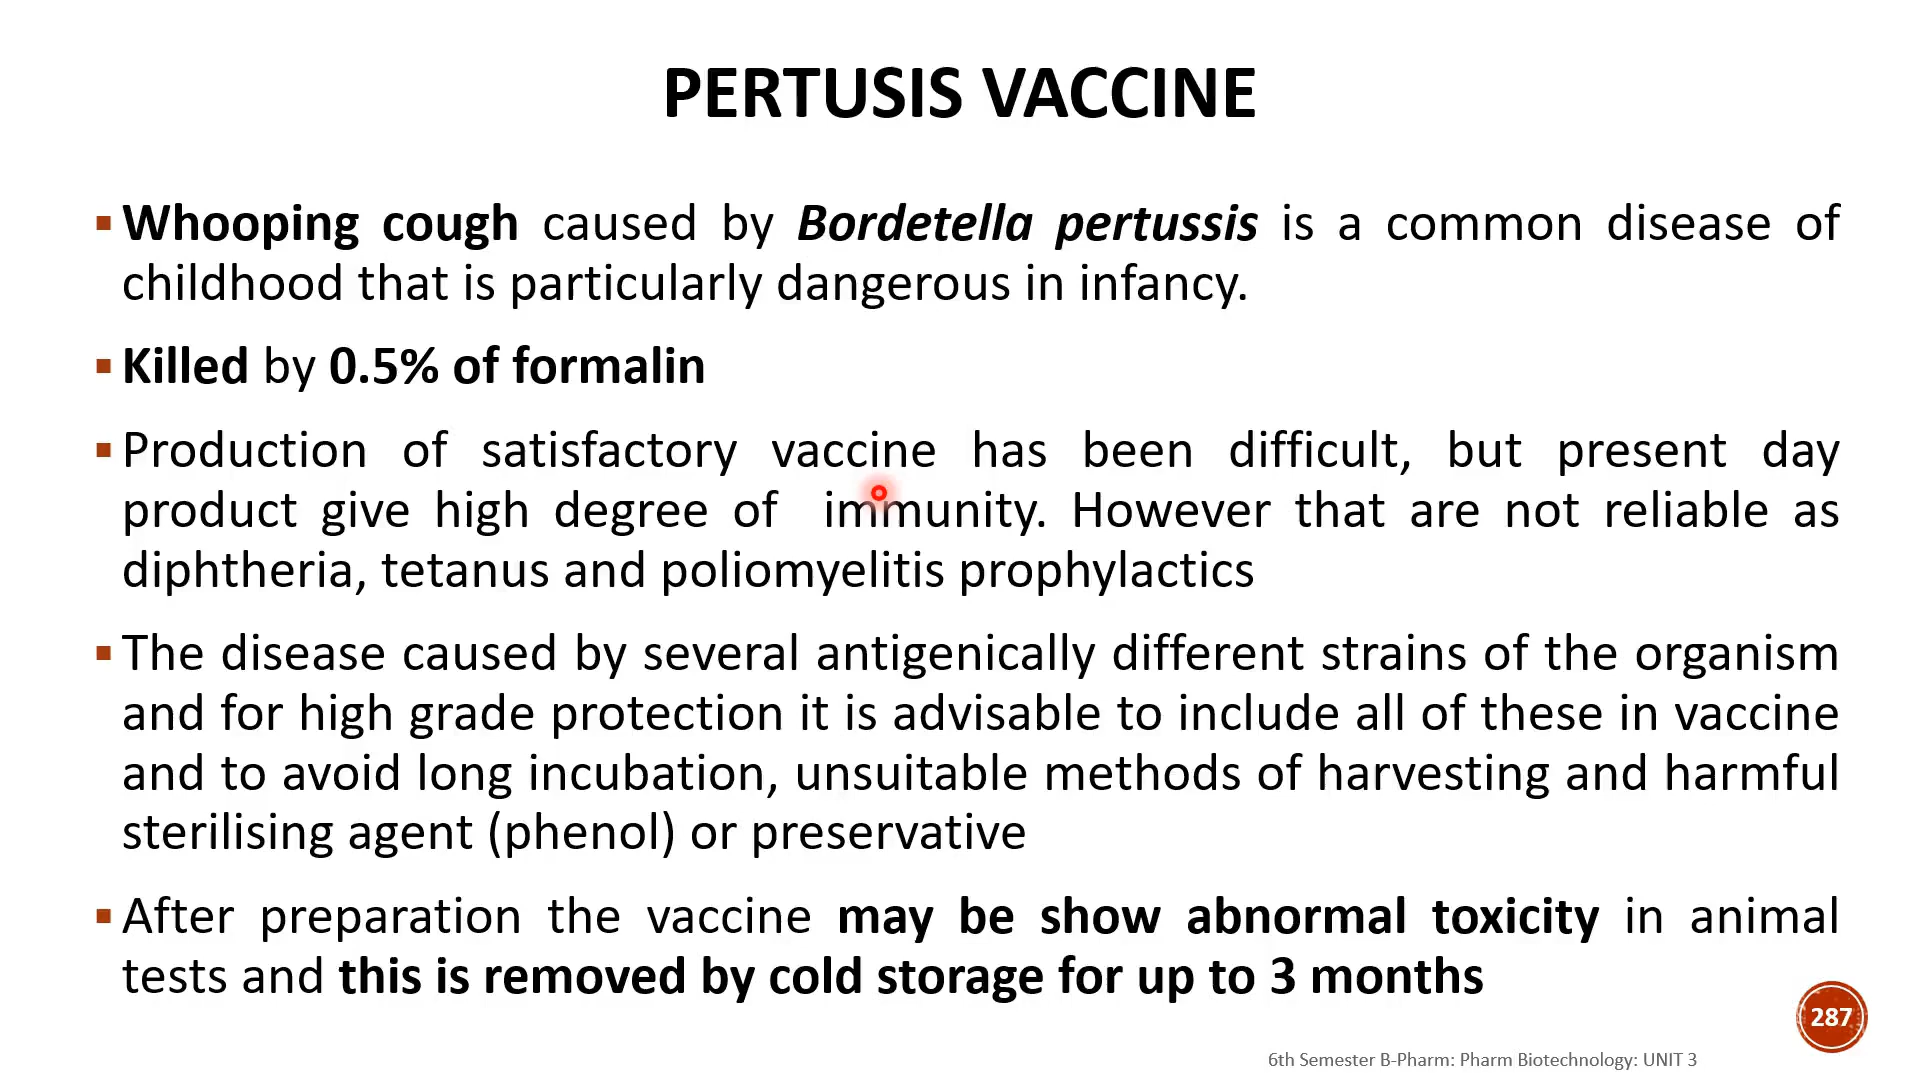 PERTUSIS VACCINE
▪ Whooping cough caused by Bordetella pertussis is a common disease of
childhood that is particularly dangerous in infancy.
▪ Killed by 0.5% of formalin
▪ Production of satisfactory vaccine has been difficult, but present day
product give high degree of immunity. However that are not reliable as
diphtheria, tetanus and poliomyelitis prophylactics
▪ The disease caused by several antigenically different strains of the organism
and for high grade protection it is advisable to include all of these in vaccine
and to avoid long incubation, unsuitable methods of harvesting and harmful
sterilising agent (phenol) or preservative
▪ After preparation the vaccine may be show abnormal toxicity in animal
tests and this is removed by cold storage for up to 3 months
287
6th Semester B-Pharm: Pharm Biotechnology: UNIT 3